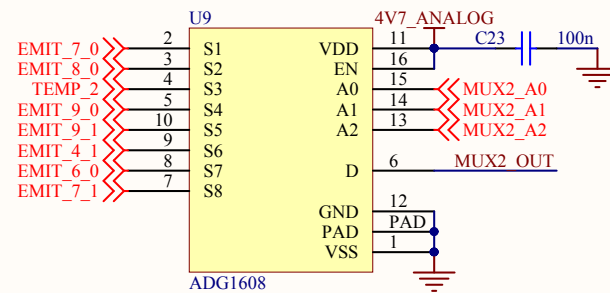 U9
4V7_ANALOG
EMIT_7_0 2 S1 VDD 11 C23 100n
EMIT_8_0 3 S2 EN 16
TEMP_2 4 S3 A0 15 MUX2_A0
EMIT_9_0 5 S4 A1 14 MUX2_A1
EMIT_9_1 10 S5 A2 13 MUX2_A2
EMIT_4_1 9 S6
EMIT_6_0 8 S7 D 6 MUX2_OUT
EMIT_7_1 7 S8
GND 12
PAD PAD
VSS 1
ADG1608